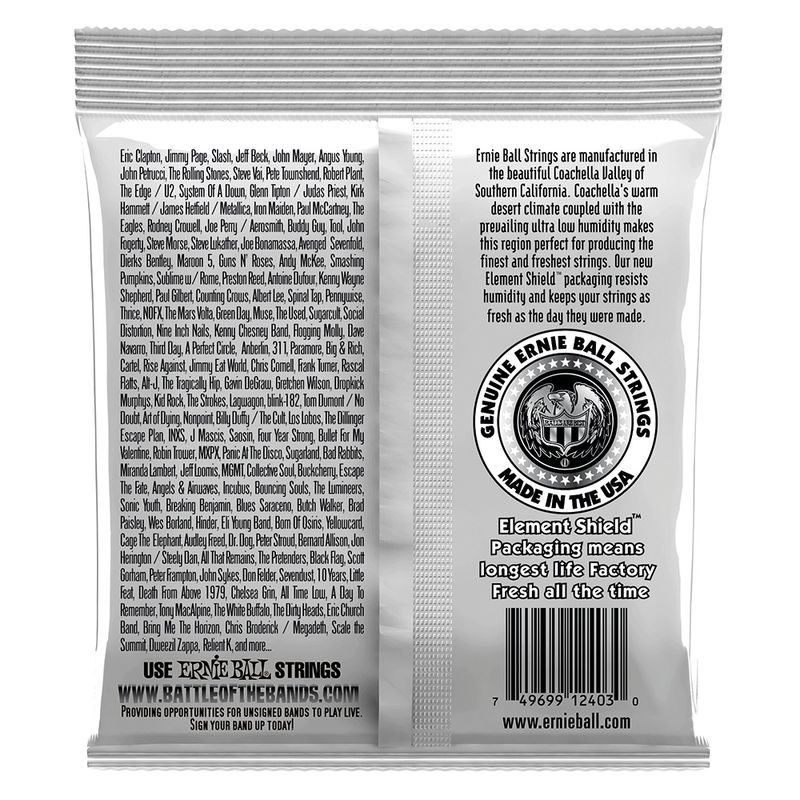 Eric Clapton, Jimmy Page, Slash, Jeff Beck, John Mayer, Angus Young,
John Petrucci, The Rolling Stones, Steve Vai, Pete Townshend, Robert Plant,
The Edge / U2, System Of A Down, Glenn Tipton / Judas Priest, Kirk
Hammett / James Hetfield / Metallica, Iron Maiden, Paul McCartney, The
Eagles, Rodney Crowell, Joe Perry / Aerosmith, Buddy Guy, Tool, John
Fogerty, Steve Morse, Steve Lukather, Joe Bonamassa, Avenged Sevenfold,
Dierks Bentley, Maroon 5, Guns N' Roses, Andy McKee, Smashing
Pumpkins, Sublime w/ Rome, Preston Reed, Antoine Dufour, Kenny Wayne
Shepherd, Paul Gilbert, Counting Crows, Albert Lee, Spinal Tap, Pennywise,
Thrice, NOFX, The Mars Volta, Green Day, Muse, The Used, Sugarcult, Social
Distortion, Nine Inch Nails, Kenny Chesney Band, Flogging Molly, Dave
Navarro, Third Day, A Perfect Circle, Anberlin, 311, Paramore, Big & Rich,
Cartel, Rise Against, Jimmy Eat World, Chris Cornell, Frank Turner, Rascal
Flatts, Alt-J, The Tragically Hip, Gavin DeGraw, Gretchen Wilson, Dropkick
Murphys, Kid Rock, The Strokes, Lagwagon, blink-182, Tom Dumont / No
Doubt, Art of Dying, Nonpoint, Billy Duffy / The Cult, Los Lobos, The Dillinger
Escape Plan, INXS, J Mascis, Saosin, Four Year Strong, Bullet For My
Valentine, Robin Trower, MXPX, Panic At The Disco, Sugarland, Bad Rabbits,
Miranda Lambert, Jeff Loomis, MGMT, Collective Soul, Buckcherry, Escape
The Fate, Angels & Airwaves, Incubus, Bouncing Souls, The Lumineers,
Sonic Youth, Breaking Benjamin, Blues Saraceno, Butch Walker, Brad
Paisley, Wes Borland, Hinder, Eli Young Band, Born Of Osiris, Yellowcard,
Cage The Elephant, Audley Freed, Dr. Dog, Peter Stroud, Bernard Allison, Jon
Herington / Steely Dan, All That Remains, The Pretenders, Black Flag, Scott
Gorham, Peter Frampton, John Sykes, Don Felder, Sevendust, 10 Years, Little
Feat, Death From Above 1979, Chelsea Grin, All Time Low, A Day To
Remember, Tony MacAlpine, The White Buffalo, The Dirty Heads, Eric Church
Band, Bring Me The Horizon, Chris Broderick / Megadeth, Scale the
Summit, Dweezil Zappa, Relient K, and more...
USE ERNIE BALL STRINGS
WWW.BATTLEOFTHEBANDS.COM
PROVIDING OPPORTUNITIES FOR UNSIGNED BANDS TO PLAY LIVE.
SIGN YOUR BAND UP TODAY!
Ernie Ball Strings are manufactured in
the beautiful Coachella Valley of
Southern California. Coachella's warm
desert climate coupled with the
prevailing ultra low humidity makes
this region perfect for producing the
finest and freshest strings. Our new
Element Shield™ packaging resists
humidity and keeps your strings as
fresh as the day they were made.
GENUINE ERNIE BALL STRINGS
MADE IN THE USA
Element Shield™
Packaging means
longest life Factory
Fresh all the time
7 49699 12403 0
www.ernieball.com